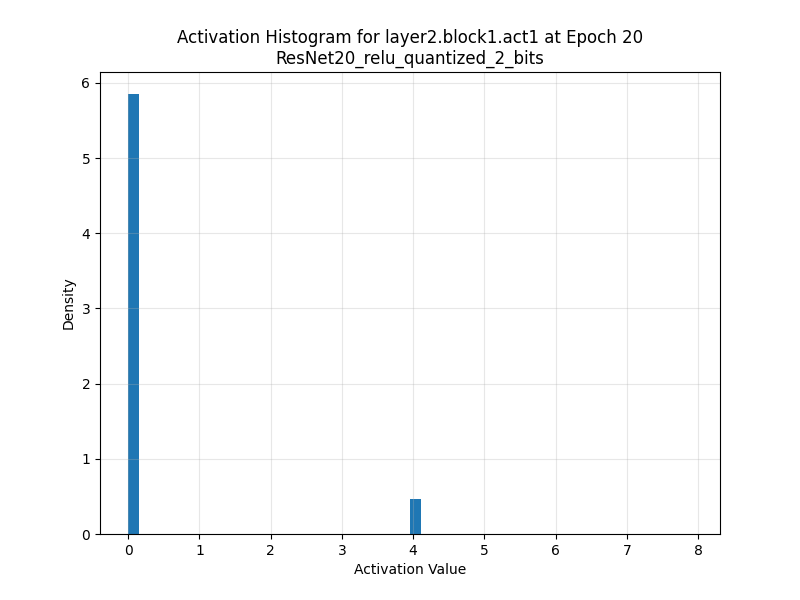 Activation Histogram for layer2.block1.act1 at Epoch 20
ResNet20_relu_quantized_2_bits
6
5
4
3
2
1
0
Density
0 1 2 3 4 5 6 7 8
Activation Value